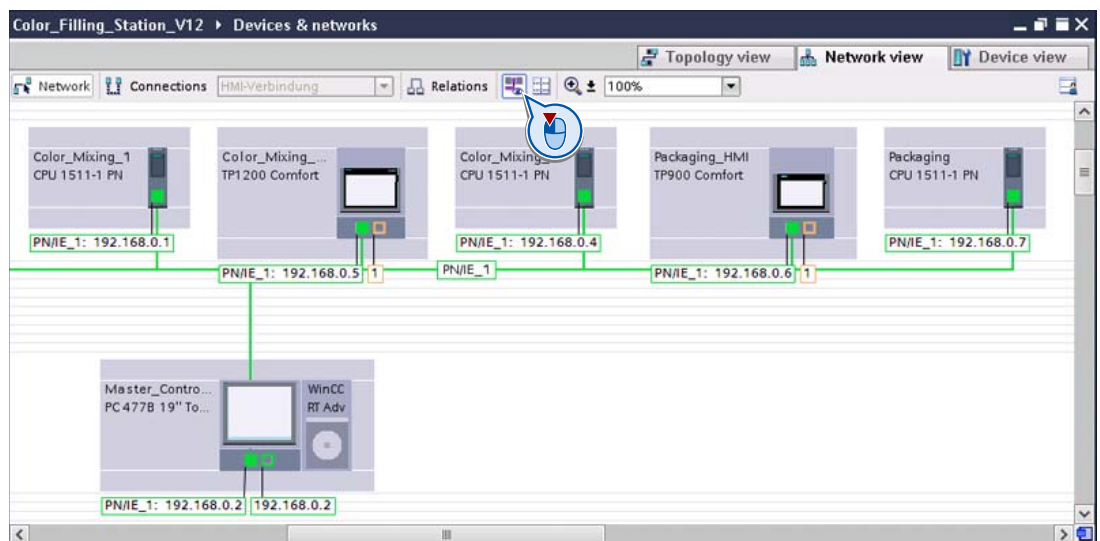 Color_Filling_Station_V12 ▸ Devices & networks
Topology view Network view Device view
Network Connections HMI-Verbindung Relations 100%
Color_Mixing_1
CPU 1511-1 PN
Color_Mixing_...
TP1200 Comfort
Color_Mixing_
CPU 1511-1 PN
Packaging_HMI
TP900 Comfort
Packaging
CPU 1511-1 PN
PN/IE_1: 192.168.0.1
PN/IE_1: 192.168.0.4
PN/IE_1: 192.168.0.7
PN/IE_1: 192.168.0.5 1
PN/IE_1
PN/IE_1: 192.168.0.6 1
Master_Contro...
PC 477B 19" To...
WinCC
RT Adv
PN/IE_1: 192.168.0.2 192.168.0.2